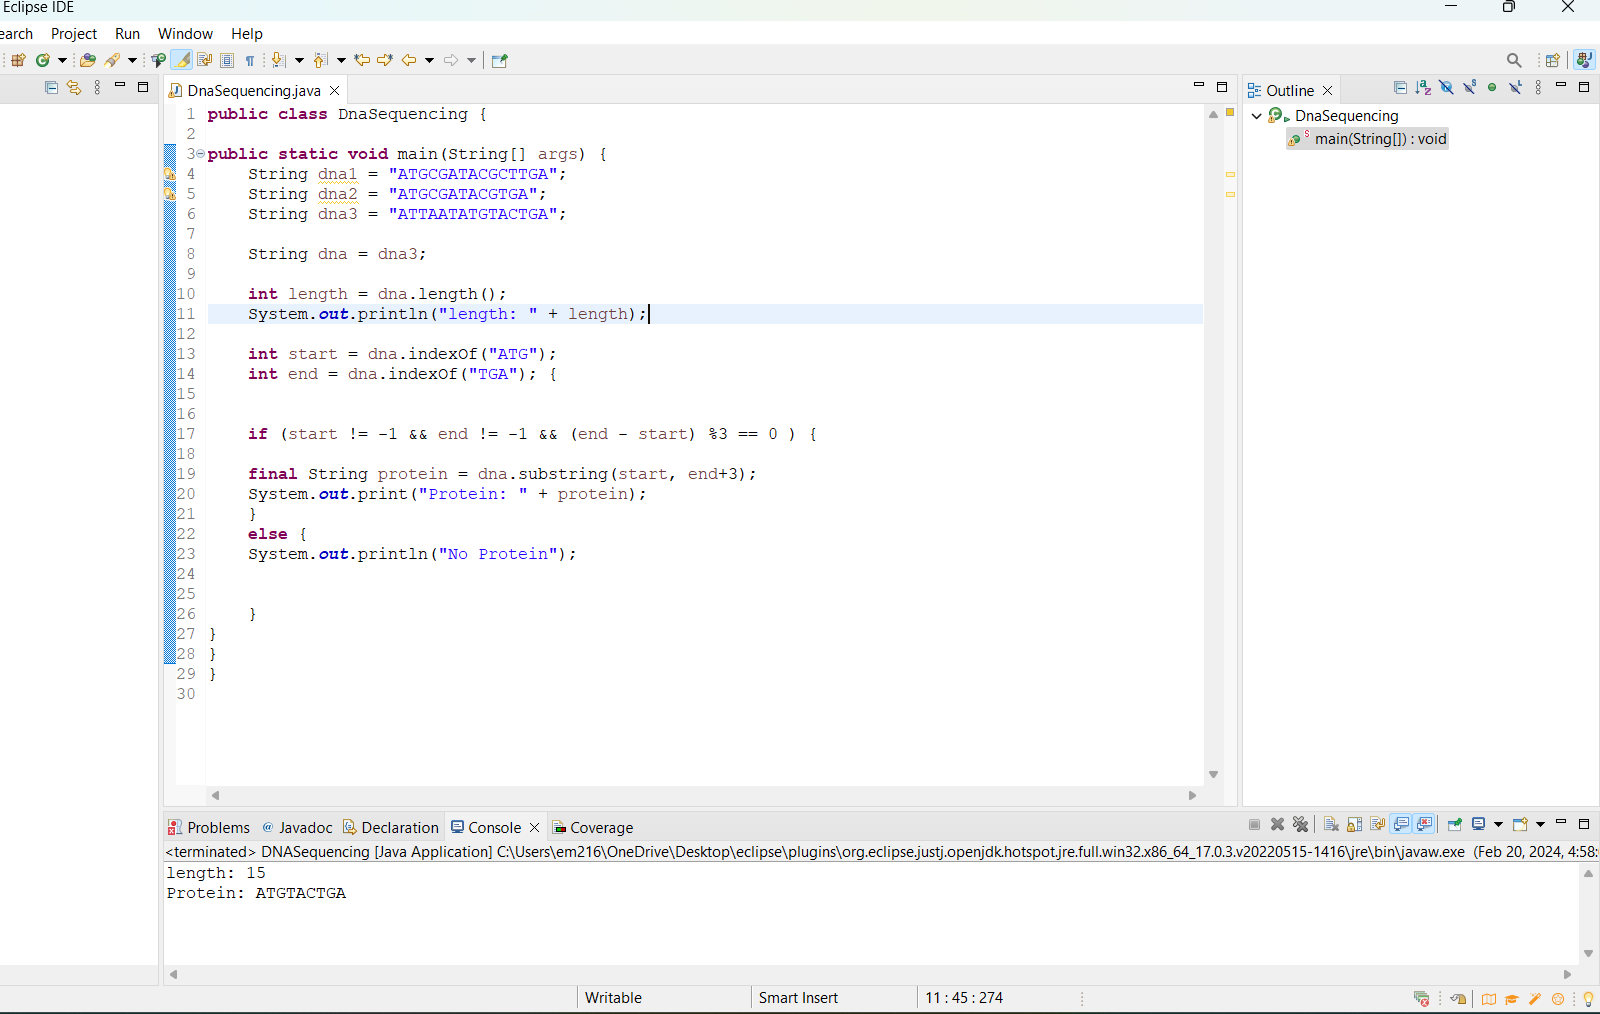 Eclipse IDE
earch Project Run Window Help
DnaSequencing.java
1 public class DnaSequencing {
2
3 public static void main(String[] args) {
4 String dna1 = "ATGCGATACGCTTGA";
5 String dna2 = "ATGCGATACGTGA";
6 String dna3 = "ATTAATATGTACTGA";
7
8 String dna = dna3;
9
10 int length = dna.length();
11 System.out.println("length: " + length);
12
13 int start = dna.indexOf("ATG");
14 int end = dna.indexOf("TGA"); {
15
16
17 if (start != -1 && end != -1 && (end - start) %3 == 0 ) {
18
19 final String protein = dna.substring(start, end+3);
20 System.out.print("Protein: " + protein);
21 }
22 else {
23 System.out.println("No Protein");
24
25
26 }
27 }
28 }
29 }
30
Outline
DnaSequencing
main(String[]) : void
Problems @ Javadoc Declaration Console Coverage
<terminated> DNASequencing [Java Application] C:\Users\em216\OneDrive\Desktop\eclipse\plugins\org.eclipse.justj.openjdk.hotspot.jre.full.win32.x86_64_17.0.3.v20220515-1416\jre\bin\javaw.exe (Feb 20, 2024, 4:58:
length: 15
Protein: ATGTACTGA
Writable Smart Insert 11 : 45 : 274